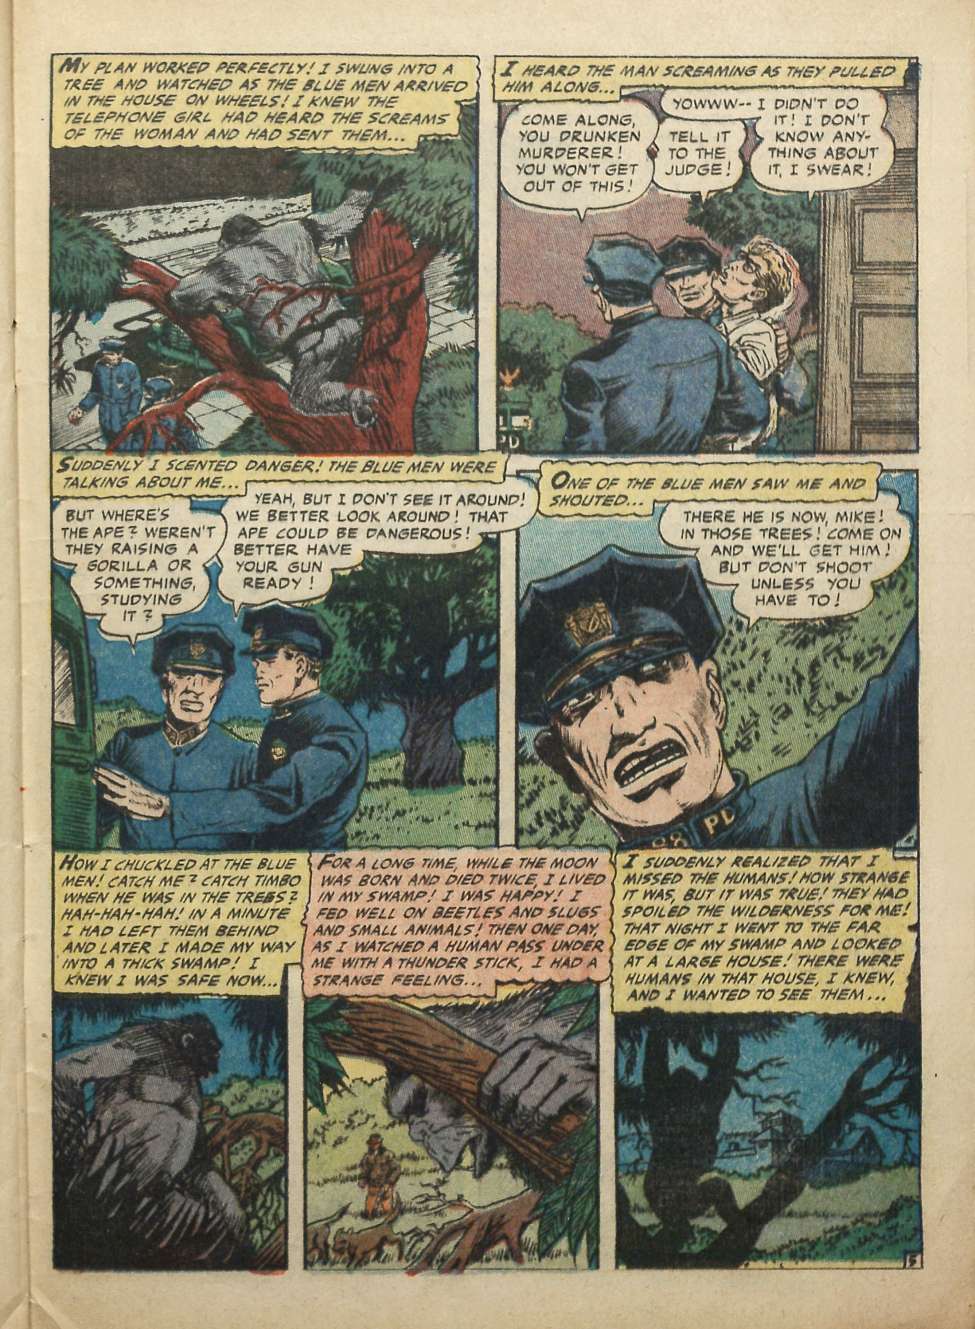 MY PLAN WORKED PERFECTLY! I SWUNG INTO A
TREE AND WATCHED AS THE BLUE MEN ARRIVED
IN THE HOUSE ON WHEELS! I KNEW THE
TELEPHONE GIRL HAD HEARD THE SCREAMS
OF THE WOMAN AND HAD SENT THEM...
I HEARD THE MAN SCREAMING AS THEY PULLED
HIM ALONG...
COME ALONG,
YOU DRUNKEN
MURDERER!
YOU WON'T GET
OUT OF THIS!
TELL IT
TO THE
JUDGE!
YOWWW-- I DIDN'T DO
IT! I DON'T
KNOW ANY-
THING ABOUT
IT, I SWEAR!
PD
SUDDENLY I SCENTED DANGER! THE BLUE MEN WERE
TALKING ABOUT ME...
BUT WHERE'S
THE APE? WEREN'T
THEY RAISING A
GORILLA OR
SOMETHING,
STUDYING
IT?
YEAH, BUT I DON'T SEE IT AROUND!
WE BETTER LOOK AROUND! THAT
APE COULD BE DANGEROUS!
BETTER HAVE
YOUR GUN
READY!
ONE OF THE BLUE MEN SAW ME AND
SHOUTED...
THERE HE IS NOW, MIKE!
IN THOSE TREES! COME ON
AND WE'LL GET HIM!
BUT DON'T SHOOT
UNLESS YOU
HAVE TO!
88 PD
HOW I CHUCKLED AT THE BLUE
MEN! CATCH ME? CATCH TIMBO
WHEN HE WAS IN THE TREES?
HAH-HAH-HAH! IN A MINUTE
I HAD LEFT THEM BEHIND
AND LATER I MADE MY WAY
INTO A THICK SWAMP! I
KNEW I WAS SAFE NOW...
FOR A LONG TIME, WHILE THE MOON
WAS BORN AND DIED TWICE, I LIVED
IN MY SWAMP! I WAS HAPPY! I
FED WELL ON BEETLES AND SLUGS
AND SMALL ANIMALS! THEN ONE DAY,
AS I WATCHED A HUMAN PASS UNDER
ME WITH A THUNDER STICK, I HAD A
STRANGE FEELING...
I SUDDENLY REALIZED THAT I
MISSED THE HUMANS! HOW STRANGE
IT WAS, BUT IT WAS TRUE! THEY HAD
SPOILED THE WILDERNESS FOR ME!
THAT NIGHT I WENT TO THE FAR
EDGE OF MY SWAMP AND LOOKED
AT A LARGE HOUSE! THERE WERE
HUMANS IN THAT HOUSE, I KNEW,
AND I WANTED TO SEE THEM...
5